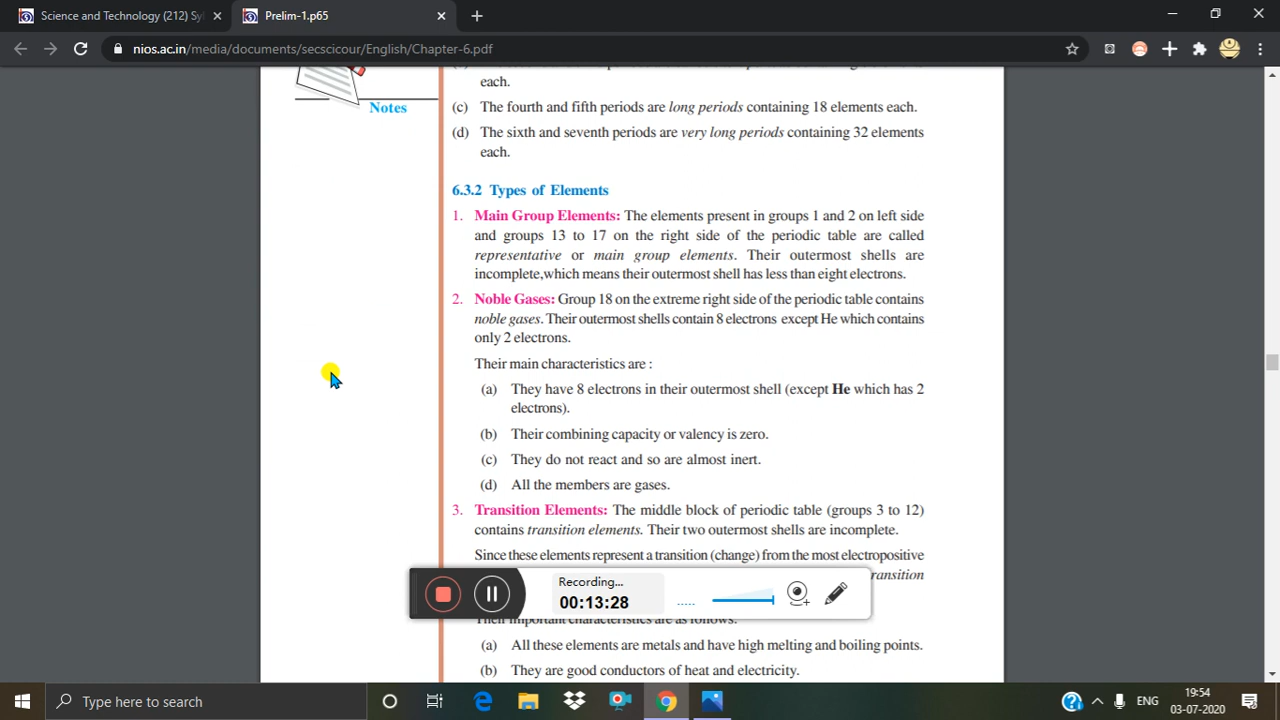 Science and Technology (212) Syl
Prelim-1.p65
nios.ac.in/media/documents/secscicour/English/Chapter-6.pdf
each.
Notes
(c) The fourth and fifth periods are long periods containing 18 elements each.
(d) The sixth and seventh periods are very long periods containing 32 elements
each.
6.3.2 Types of Elements
1. Main Group Elements: The elements present in groups 1 and 2 on left side
and groups 13 to 17 on the right side of the periodic table are called
representative or main group elements. Their outermost shells are
incomplete,which means their outermost shell has less than eight electrons.
2. Noble Gases: Group 18 on the extreme right side of the periodic table contains
noble gases. Their outermost shells contain 8 electrons except He which contains
only 2 electrons.
Their main characteristics are :
(a) They have 8 electrons in their outermost shell (except He which has 2
electrons).
(b) Their combining capacity or valency is zero.
(c) They do not react and so are almost inert.
(d) All the members are gases.
3. Transition Elements: The middle block of periodic table (groups 3 to 12)
contains transition elements. Their two outermost shells are incomplete.
Since these elements represent a transition (change) from the most electropositive
transition
Recording...
00:13:28
Their important characteristics are as follows:
(a) All these elements are metals and have high melting and boiling points.
(b) They are good conductors of heat and electricity.
Type here to search
ENG
19:54
03-07-2020